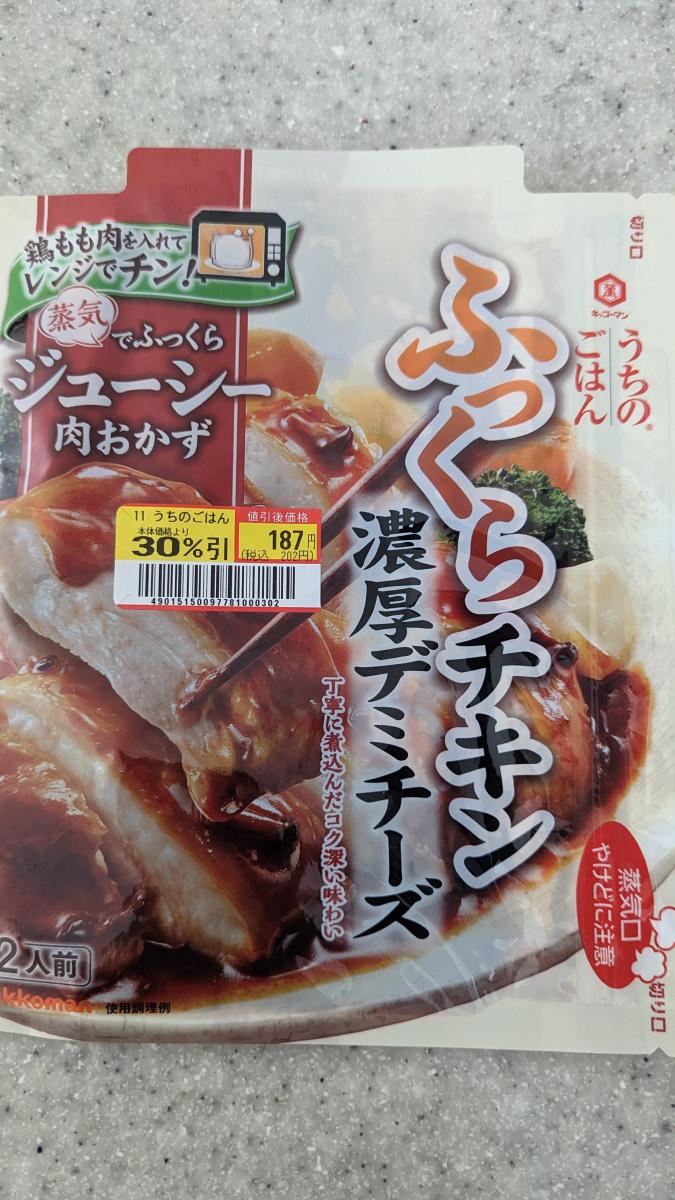 鶏もも肉を入れて
レンジでチン!
蒸気でふっくら
ジューシー
肉おかず
切り口
萬
キッコーマン
うちの®
ごはん
ふっくらチキン
濃厚デミチーズ
丁寧に煮込んだコク深い味わい
11 うちのごはん
本体価格より
30%引
値引後価格
187円
(税込 202円)
49015150097781000302
蒸気口
やけどに注意
切り口
2人前
kkoman
使用調理例